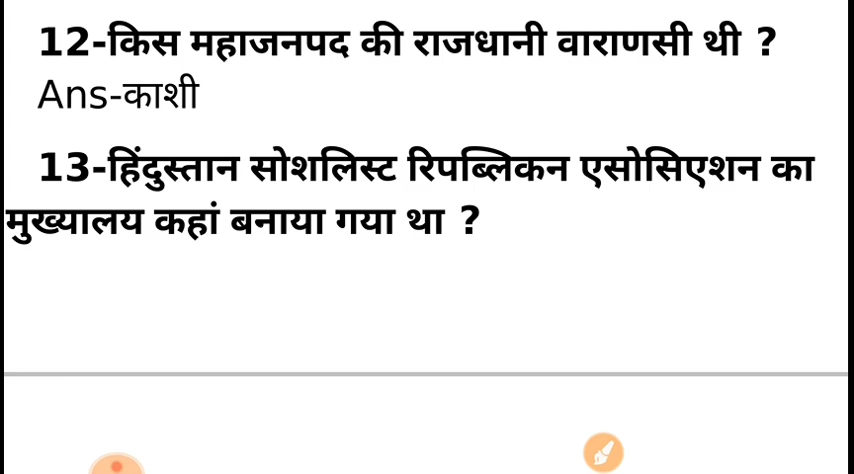 12-किस महाजनपद की राजधानी वाराणसी थी ?
Ans-काशी
13-हिंदुस्तान सोशलिस्ट रिपब्लिकन एसोसिएशन का
मुख्यालय कहां बनाया गया था ?